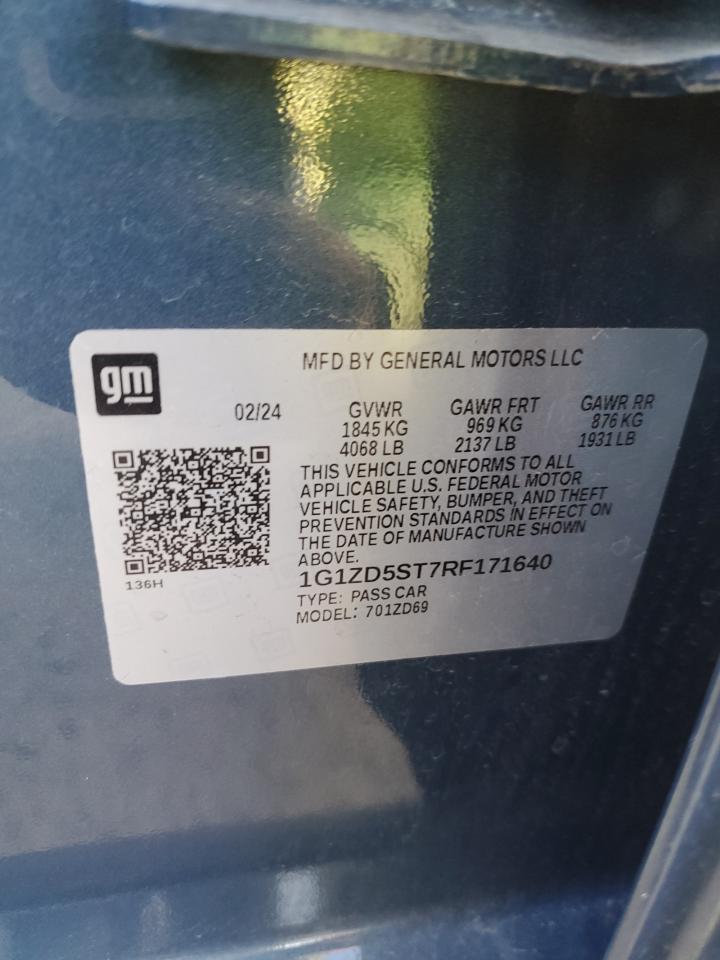 gm
MFD BY GENERAL MOTORS LLC
02/24
GVWR GAWR FRT GAWR RR
1845 KG 969 KG 876 KG
4068 LB 2137 LB 1931 LB
THIS VEHICLE CONFORMS TO ALL
APPLICABLE U.S. FEDERAL MOTOR
VEHICLE SAFETY, BUMPER, AND THEFT
PREVENTION STANDARDS IN EFFECT ON
THE DATE OF MANUFACTURE SHOWN
ABOVE.
136H
1G1ZD5ST7RF171640
TYPE: PASS CAR
MODEL: 701ZD69